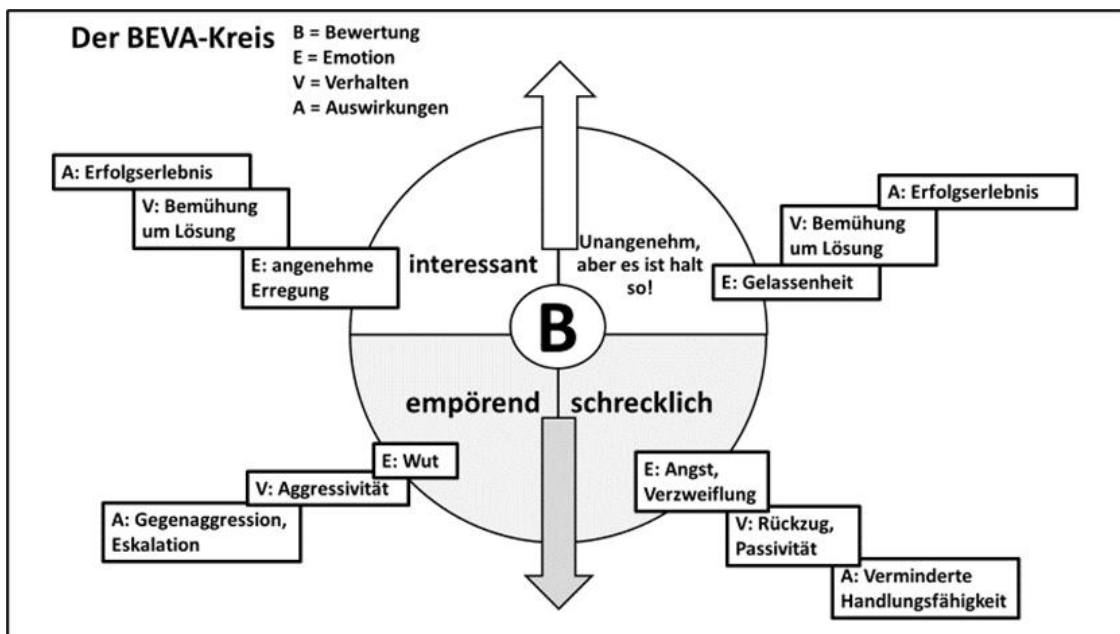 Der BEVA-Kreis
B = Bewertung
E = Emotion
V = Verhalten
A = Auswirkungen
A: Erfolgserlebnis
V: Bemühung
um Lösung
E: angenehme
Erregung
interessant
Unangenehm,
aber es ist halt
so!
A: Erfolgserlebnis
V: Bemühung
um Lösung
E: Gelassenheit
B
empörend
schrecklich
E: Wut
V: Aggressivität
A: Gegenaggression,
Eskalation
E: Angst,
Verzweiflung
V: Rückzug,
Passivität
A: Verminderte
Handlungsfähigkeit